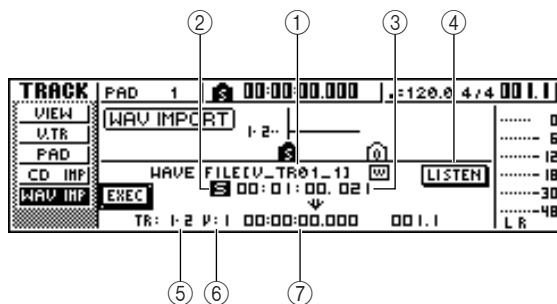 ② ① ③ ④
TRACK PAD 1 S 00:00:00.000 ♩=120.0 4/4 001.1
VIEW WAV IMPORT 0
V.TR 1· 2·· 6
PAD S 0 12
CD IMP WAVE FILE[V_TR01_1] W LISTEN 18
WAV IMP EXEC S 00:01:00. 021 30
TR: 1·2 V:1 00:00:00.000 001.1 L R 48
⑤ ⑥ ⑦